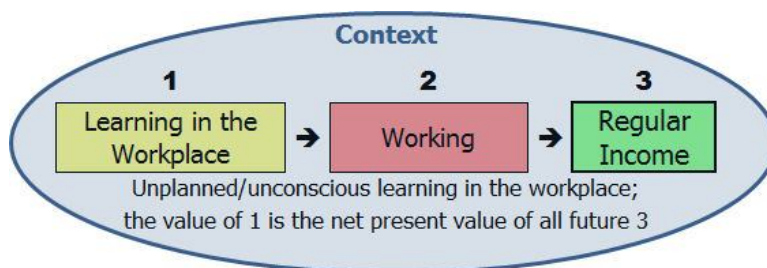 Context
1
2
3
Learning in the
Workplace
➔
Working
➔
Regular
Income
Unplanned/unconscious learning in the workplace;
the value of 1 is the net present value of all future 3